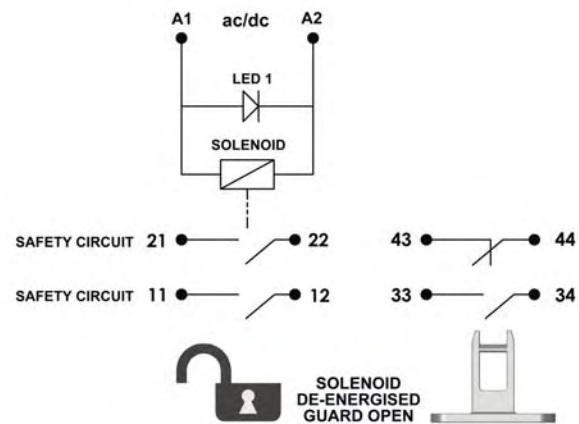 A1 ac/dc A2
LED 1
SOLENOID
SAFETY CIRCUIT 21 22 43 44
SAFETY CIRCUIT 11 12 33 34
SOLENOID
DE-ENERGISED
GUARD OPEN